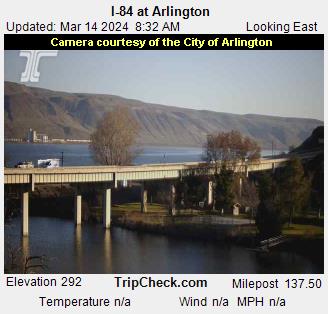 I-84 at Arlington
Updated: Mar 14 2024 8:32 AM Looking East
Camera courtesy of the City of Arlington
Elevation 292 TripCheck.com Milepost 137.50
Temperature n/a Wind n/a MPH n/a